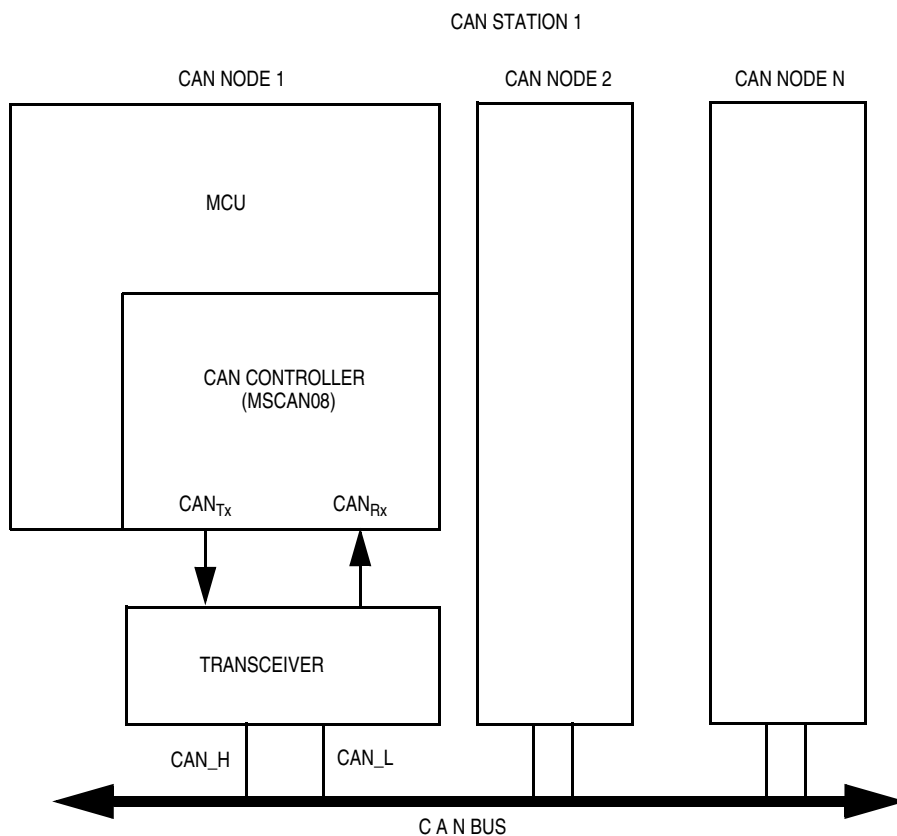 CAN STATION 1
CAN NODE 1
CAN NODE 2
CAN NODE N
MCU
CAN CONTROLLER
(MSCAN08)
CANTx
CANRx
TRANSCEIVER
CAN_H
CAN_L
C A N BUS